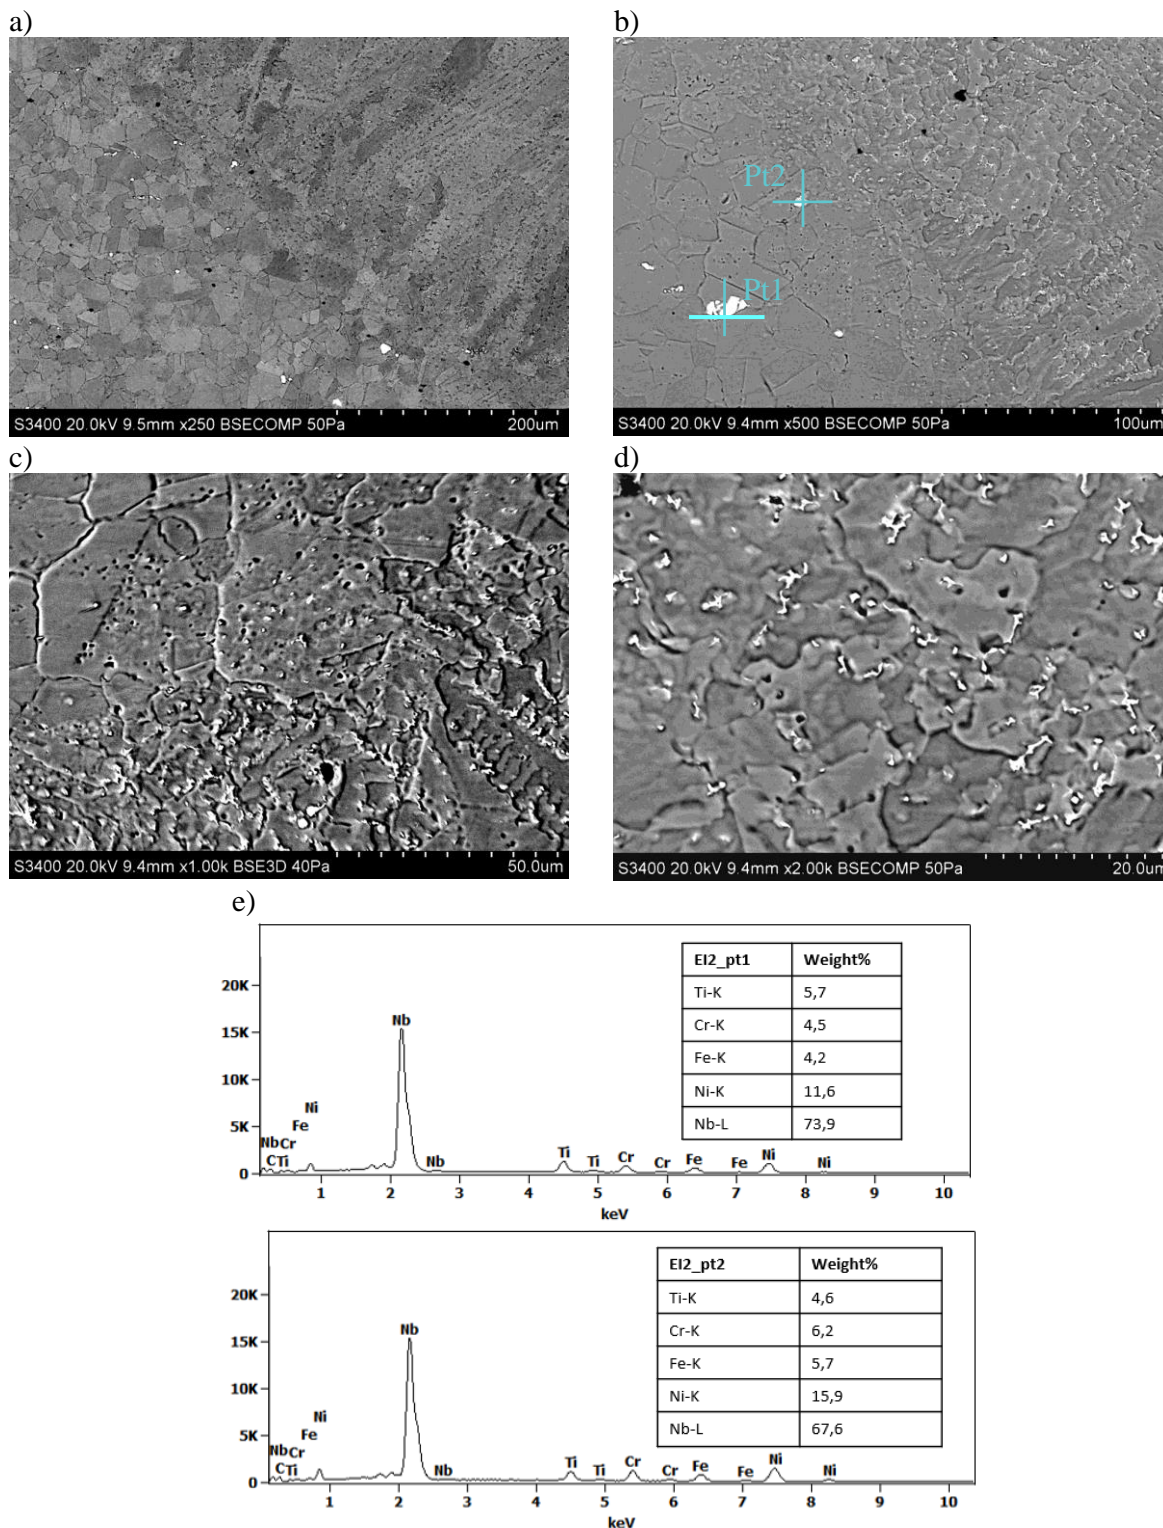 a)
b)
Pt2
Pt1
S3400 20.0kV 9.5mm x250 BSECOMP 50Pa 200um
S3400 20.0kV 9.4mm x500 BSECOMP 50Pa 100um
c)
d)
S3400 20.0kV 9.4mm x1.00k BSE3D 40Pa 50.0um
S3400 20.0kV 9.4mm x2.00k BSECOMP 50Pa 20.0um
e)
EI2_pt1 Weight%
Ti-K 5,7
Cr-K 4,5
Fe-K 4,2
Ni-K 11,6
Nb-L 73,9
20K
15K
10K
5K
0
Nb
Ni
Fe
Nb Cr
C Ti
Nb
Ti
Ti
Cr
Cr
Fe
Fe
Ni
Ni
1 2 3 4 5 6 7 8 9 10
keV
EI2_pt2 Weight%
Ti-K 4,6
Cr-K 6,2
Fe-K 5,7
Ni-K 15,9
Nb-L 67,6
20K
15K
10K
5K
0
Nb
Ni
Fe
Nb Cr
C Ti
Nb
Ti
Ti
Cr
Cr
Fe
Fe
Ni
Ni
1 2 3 4 5 6 7 8 9 10
keV